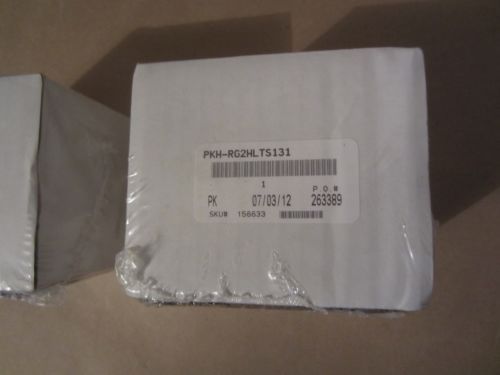 PKH-RG2HLTS131
1
P.O.#
PK 07/03/12 263389
SKU# 156633